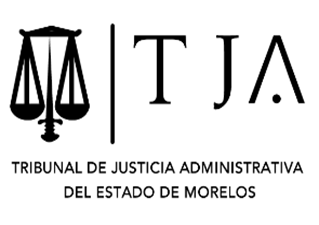 TJA
TRIBUNAL DE JUSTICIA ADMINISTRATIVA
DEL ESTADO DE MORELOS